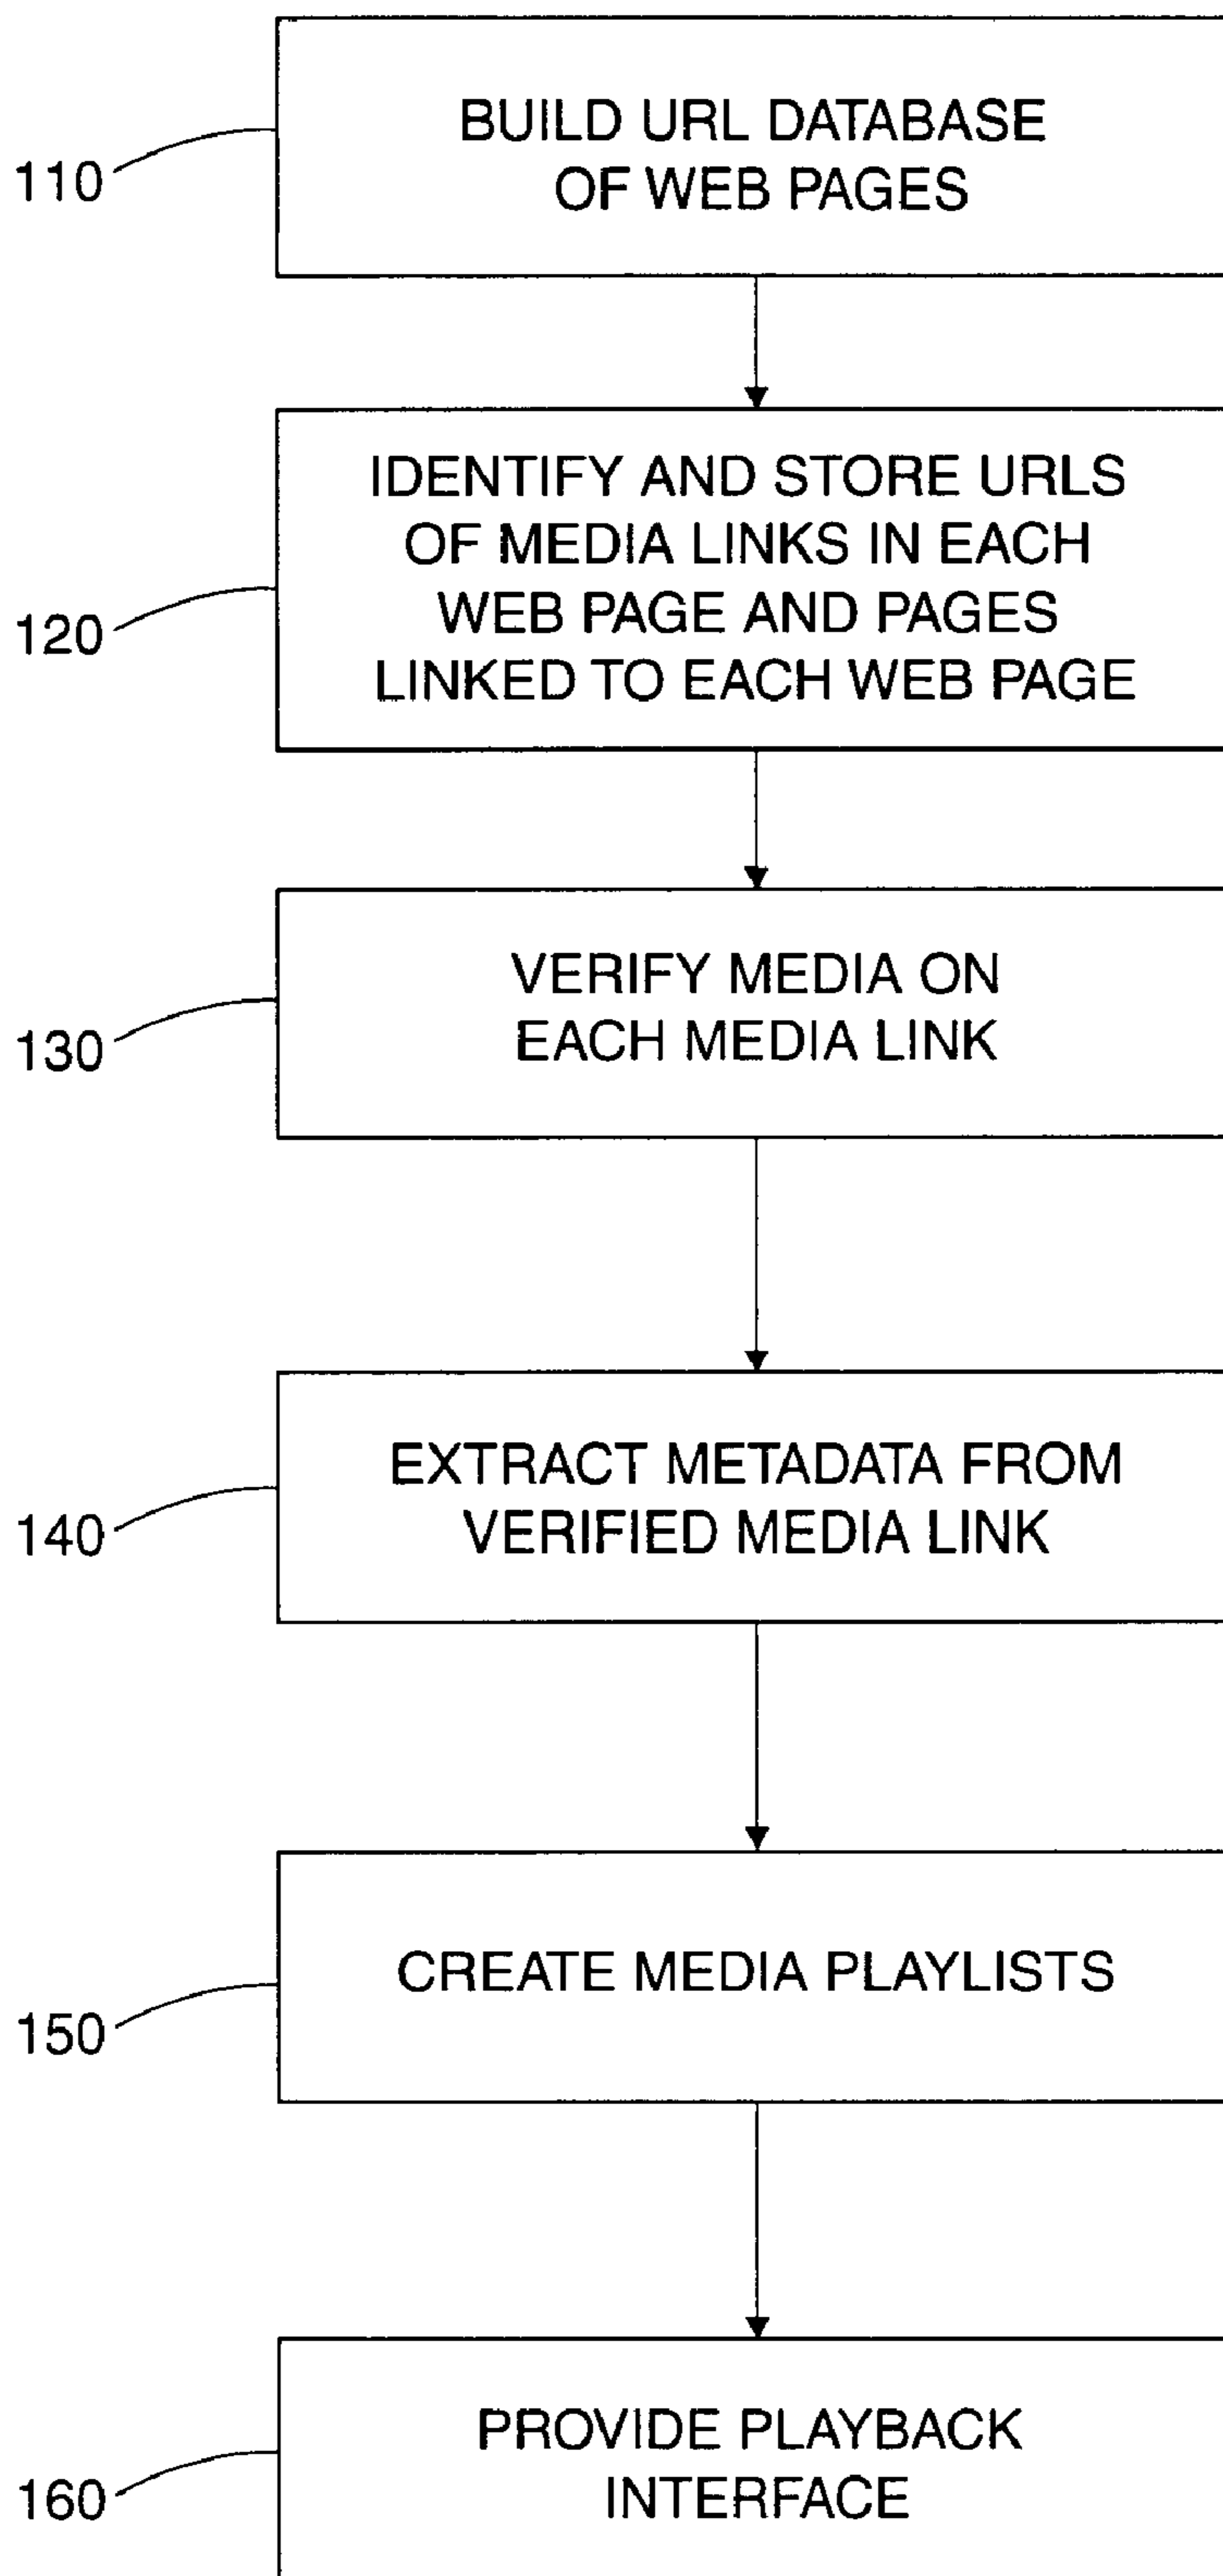 BUILD URL DATABASE
OF WEB PAGES
110
IDENTIFY AND STORE URLS
OF MEDIA LINKS IN EACH
WEB PAGE AND PAGES
LINKED TO EACH WEB PAGE
120
VERIFY MEDIA ON
EACH MEDIA LINK
130
EXTRACT METADATA FROM
VERIFIED MEDIA LINK
140
CREATE MEDIA PLAYLISTS
150
PROVIDE PLAYBACK
INTERFACE
160